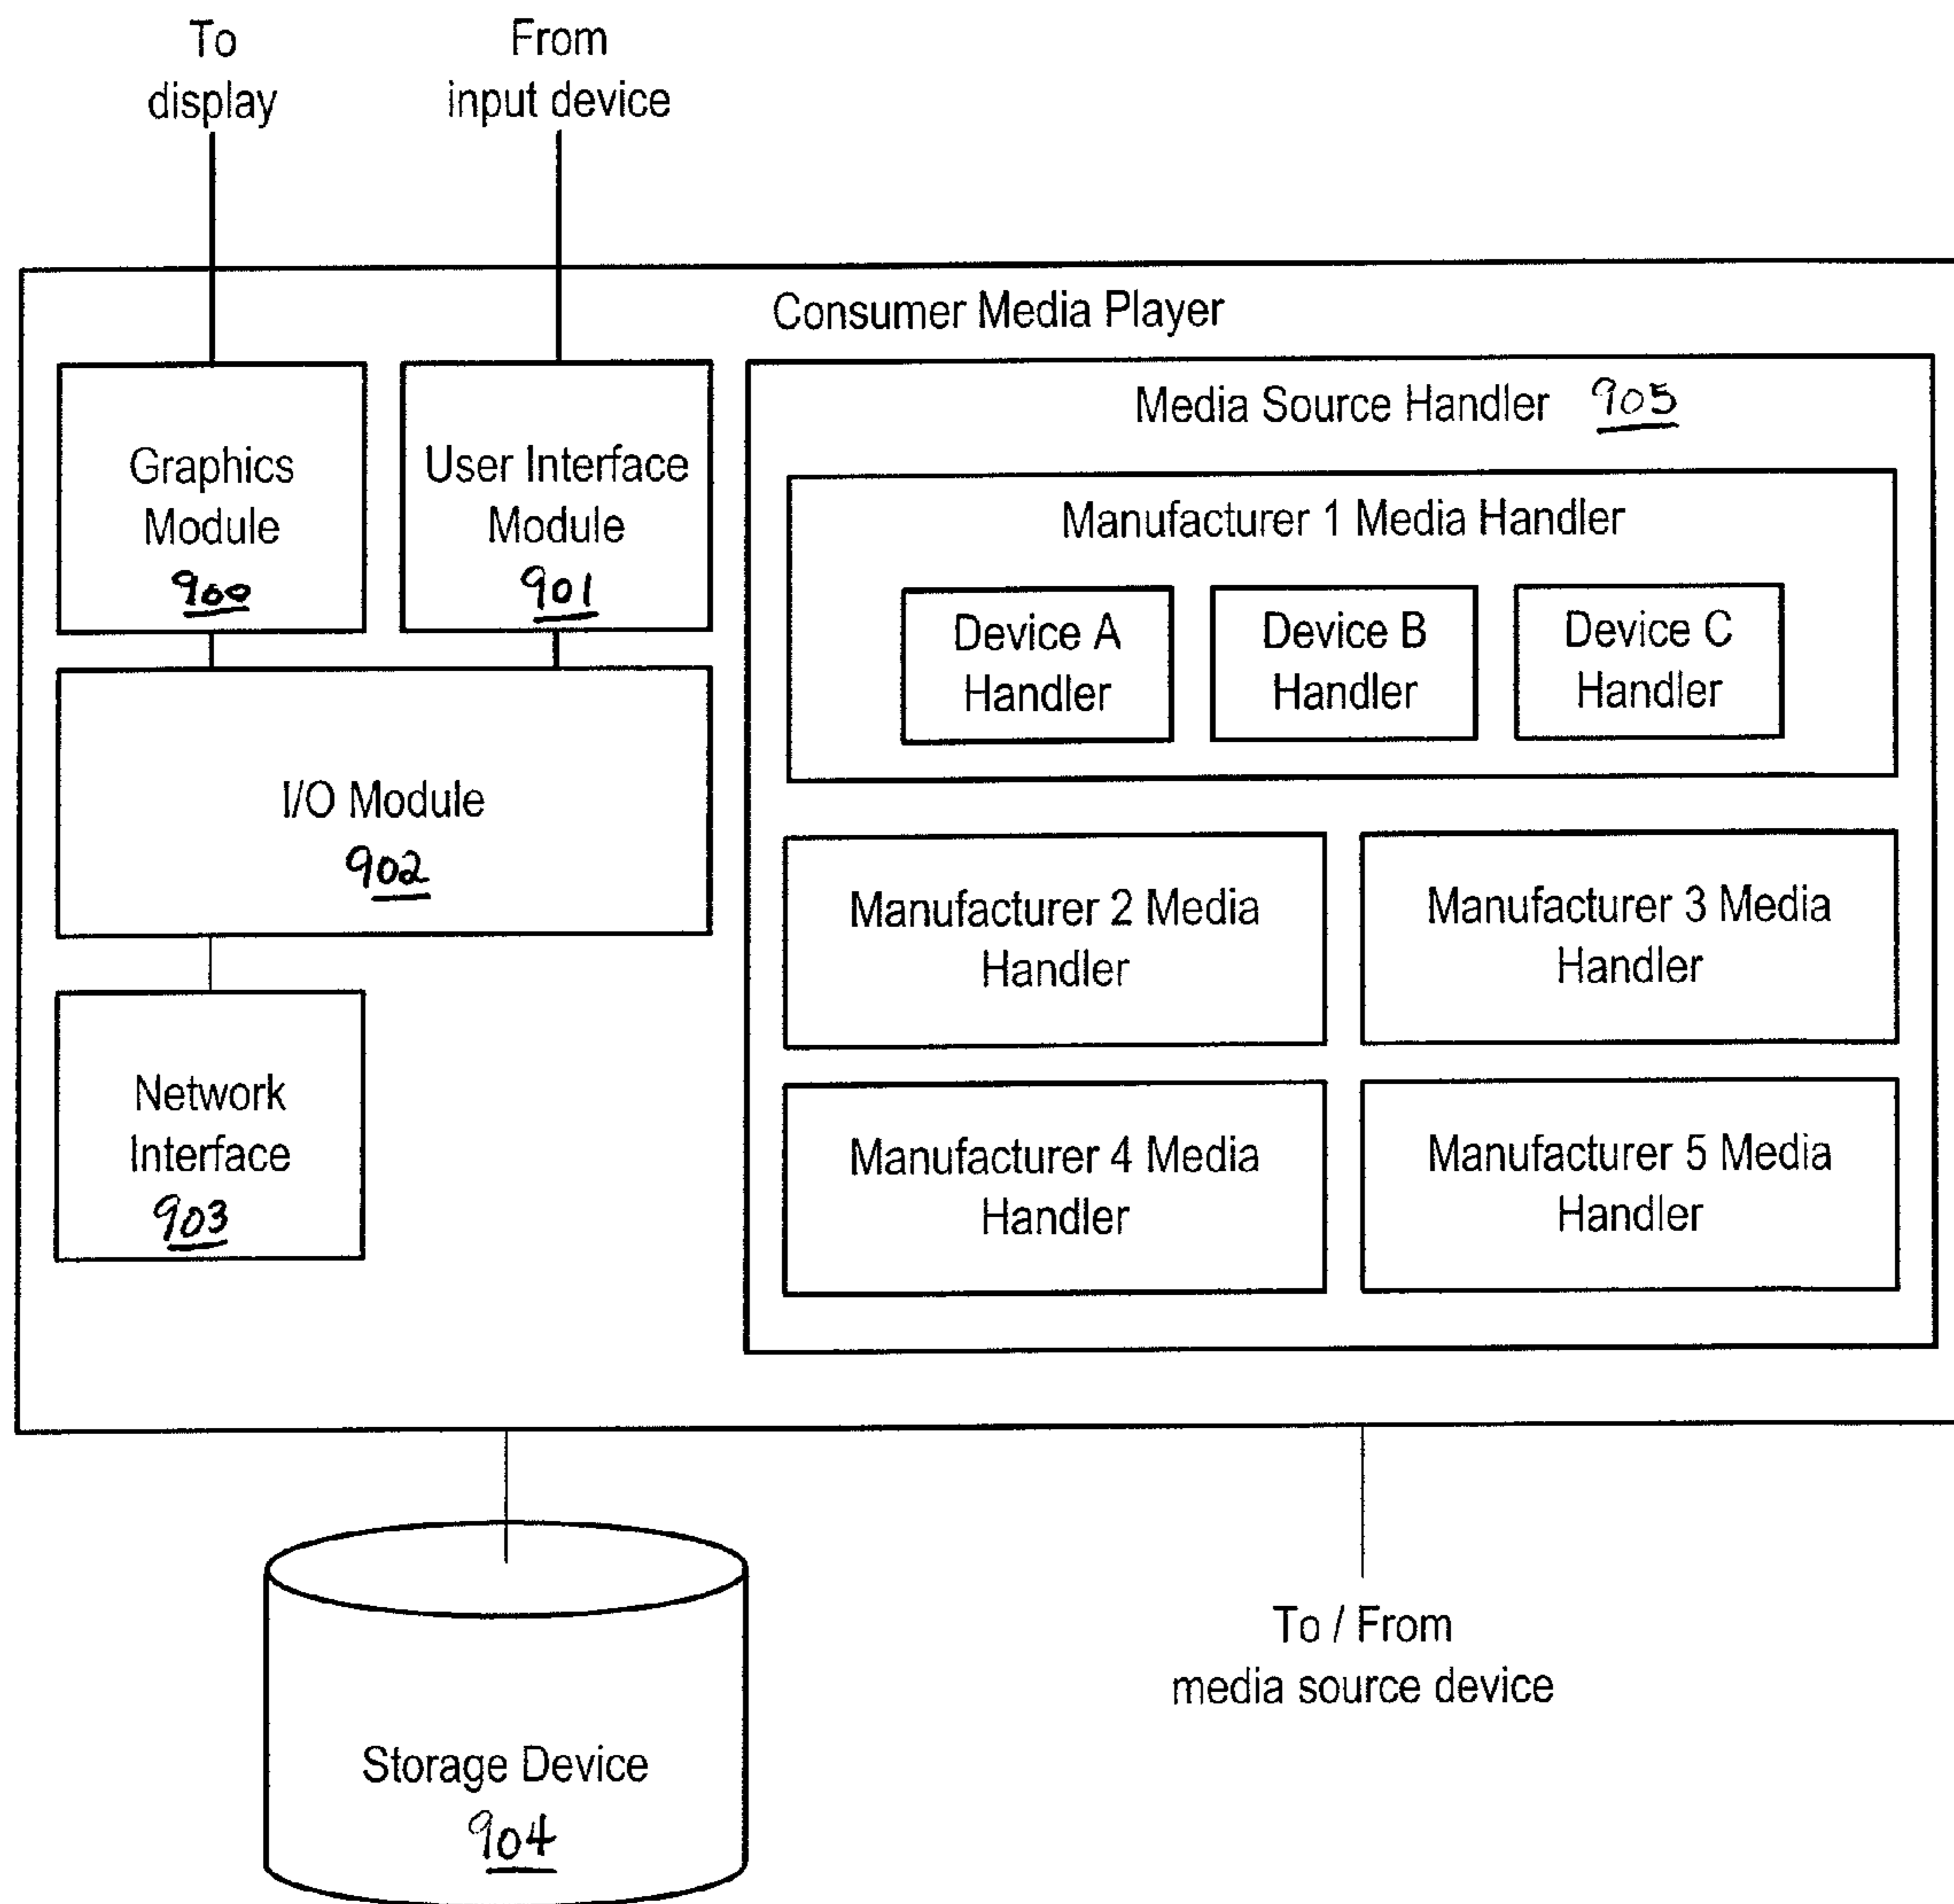 To
display
From
input device
Consumer Media Player
Graphics
Module
900
User Interface
Module
901
I/O Module
902
Network
Interface
903
Media Source Handler 905
Manufacturer 1 Media Handler
Device A
Handler
Device B
Handler
Device C
Handler
Manufacturer 2 Media
Handler
Manufacturer 3 Media
Handler
Manufacturer 4 Media
Handler
Manufacturer 5 Media
Handler
Storage Device
904
To / From
media source device